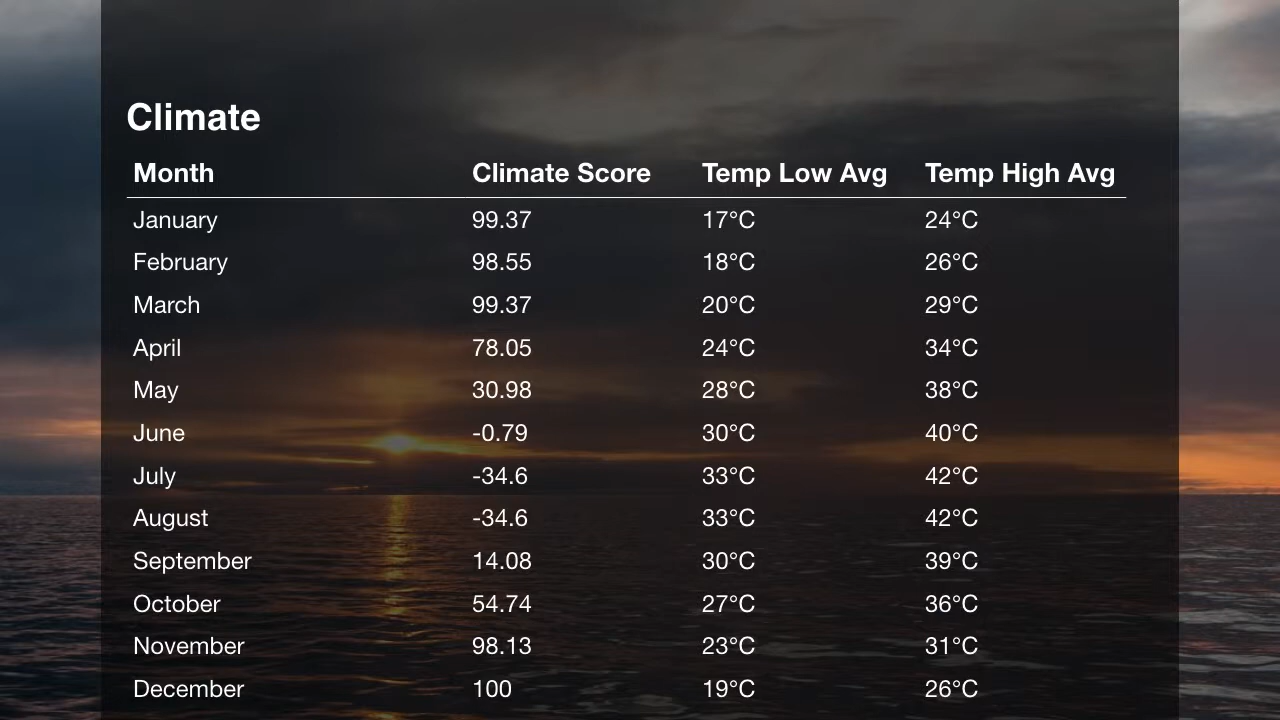 Climate
Month Climate Score Temp Low Avg Temp High Avg
January 99.37 17°C 24°C
February 98.55 18°C 26°C
March 99.37 20°C 29°C
April 78.05 24°C 34°C
May 30.98 28°C 38°C
June -0.79 30°C 40°C
July -34.6 33°C 42°C
August -34.6 33°C 42°C
September 14.08 30°C 39°C
October 54.74 27°C 36°C
November 98.13 23°C 31°C
December 100 19°C 26°C